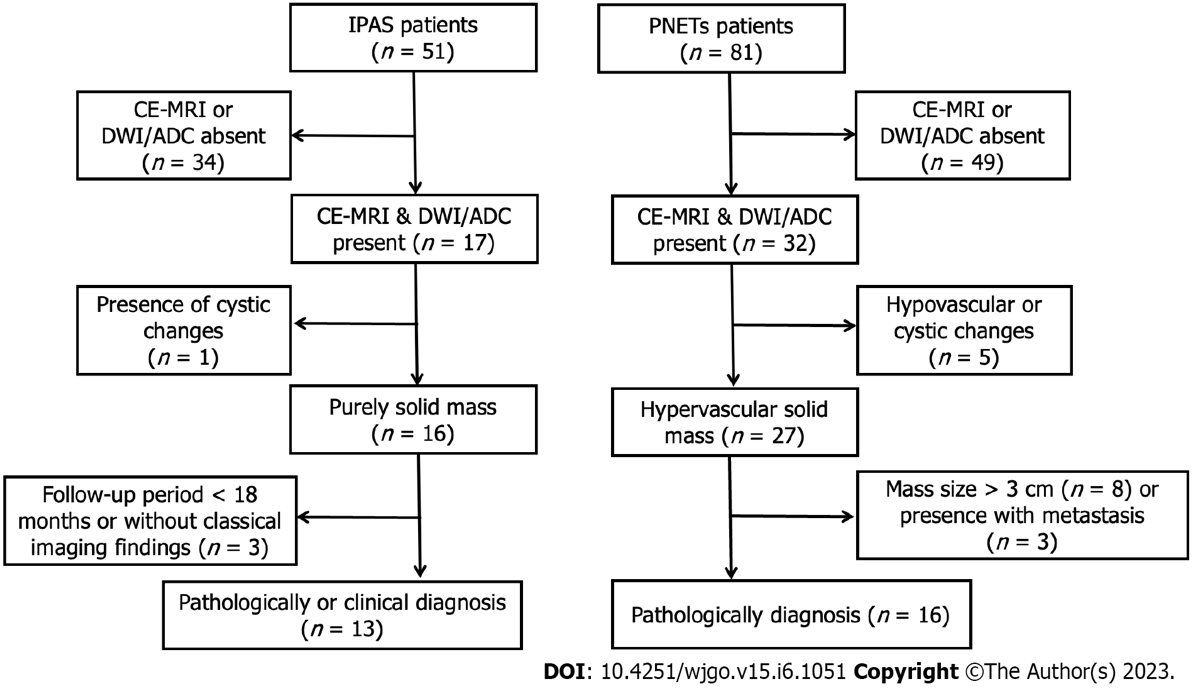 IPAS patients
(n = 51)
CE-MRI or
DWI/ADC absent
(n = 34)
CE-MRI & DWI/ADC
present (n = 17)
Presence of cystic
changes
(n = 1)
Purely solid mass
(n = 16)
Follow-up period < 18
months or without classical
imaging findings (n = 3)
Pathologically or clinical diagnosis
(n = 13)
PNETs patients
(n = 81)
CE-MRI or
DWI/ADC absent
(n = 49)
CE-MRI & DWI/ADC
present (n = 32)
Hypovascular or
cystic changes
(n = 5)
Hypervascular solid
mass (n = 27)
Mass size > 3 cm (n = 8) or
presence with metastasis
(n = 3)
Pathologically diagnosis (n = 16)
DOI: 10.4251/wjgo.v15.i6.1051 Copyright ©The Author(s) 2023.